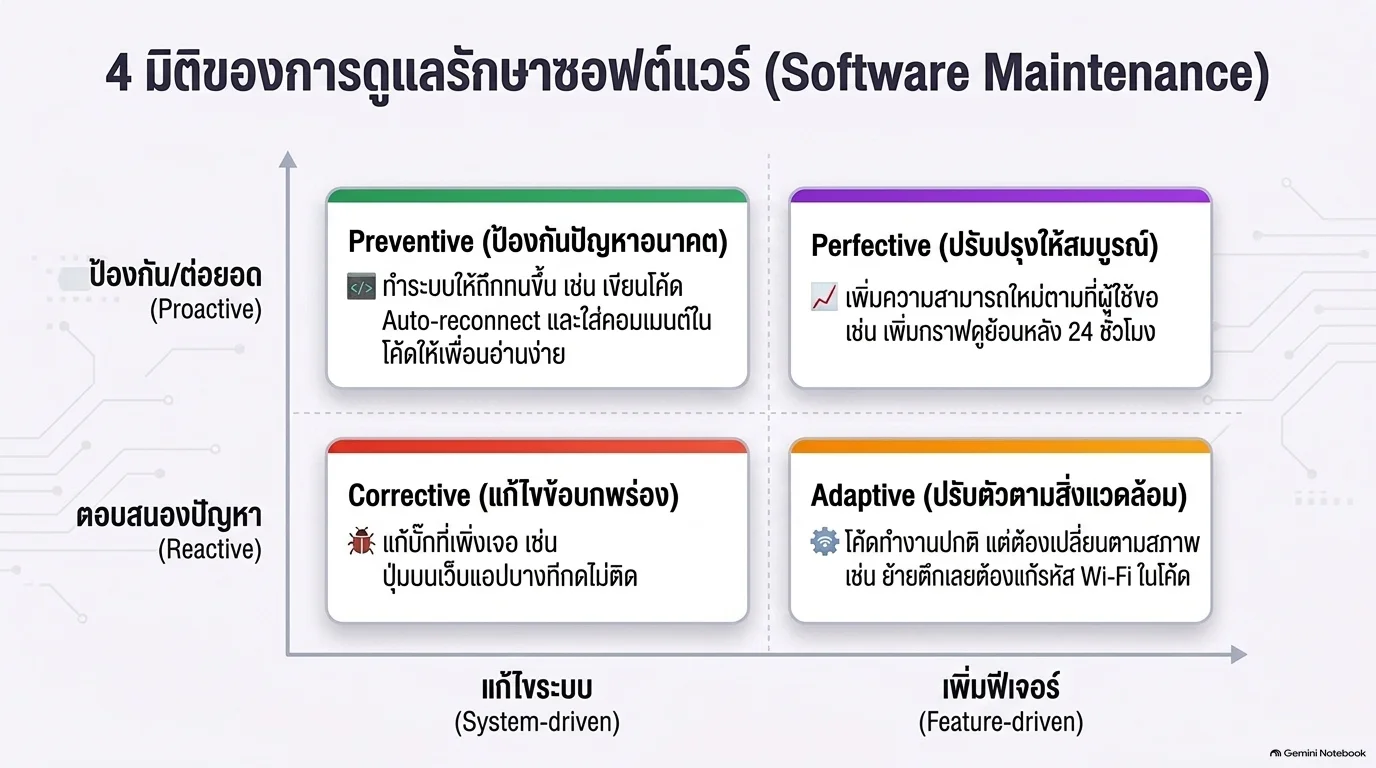 4 มิติของการดูแลรักษาซอฟต์แวร์ (Software Maintenance)
ป้องกัน/ต่อยอด
(Proactive)
Preventive (ป้องกันปัญหาอนาคต)
</> ทำระบบให้ถึกทนขึ้น เช่น เขียนโค้ด
Auto-reconnect และใส่คอมเมนต์ใน
โค้ดให้เพื่อนอ่านง่าย
Perfective (ปรับปรุงให้สมบูรณ์)
เพิ่มความสามารถใหม่ตามที่ผู้ใช้ขอ
เช่น เพิ่มกราฟดูย้อนหลัง 24 ชั่วโมง
ตอบสนองปัญหา
(Reactive)
Corrective (แก้ไขข้อบกพร่อง)
แก้บั๊กที่เพิ่งเจอ เช่น
ปุ่มบนเว็บแอปบางทีกดไม่ติด
Adaptive (ปรับตัวตามสิ่งแวดล้อม)
โค้ดทำงานปกติ แต่ต้องเปลี่ยนตามสภาพ
เช่น ย้ายตึกเลยต้องแก้รหัส Wi-Fi ในโค้ด
แก้ไขระบบ
(System-driven)
เพิ่มฟีเจอร์
(Feature-driven)
Gemini Notebook